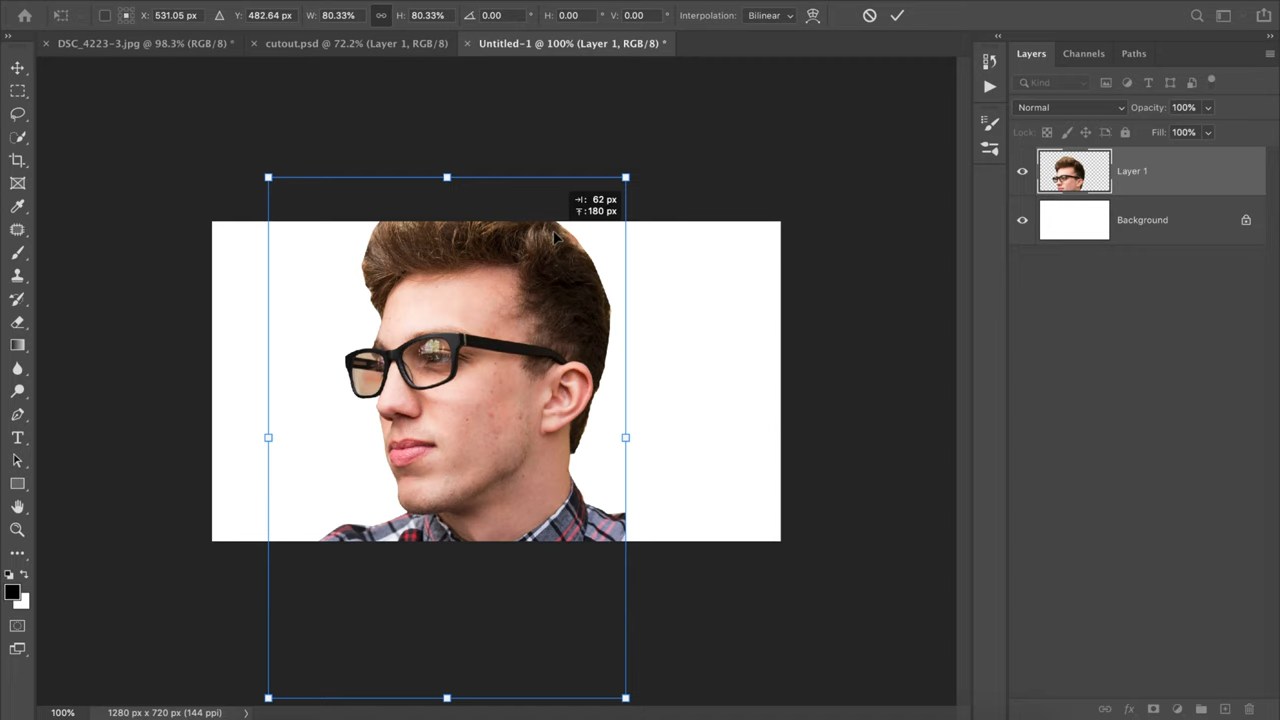 X: 531.05 px Y: 482.64 px W: 80.33% H: 80.33% 0.00 ° H: 0.00 ° V: 0.00 ° Interpolation: Bilinear
DSC_4223-3.jpg @ 98.3% (RGB/8) * cutout.psd @ 72.2% (Layer 1, RGB/8) Untitled-1 @ 100% (Layer 1, RGB/8) *
Layers Channels Paths
Kind
Normal Opacity: 100%
Lock: Fill: 100%
Layer 1
Background
62 px
180 px
100% 1280 px x 720 px (144 ppi)